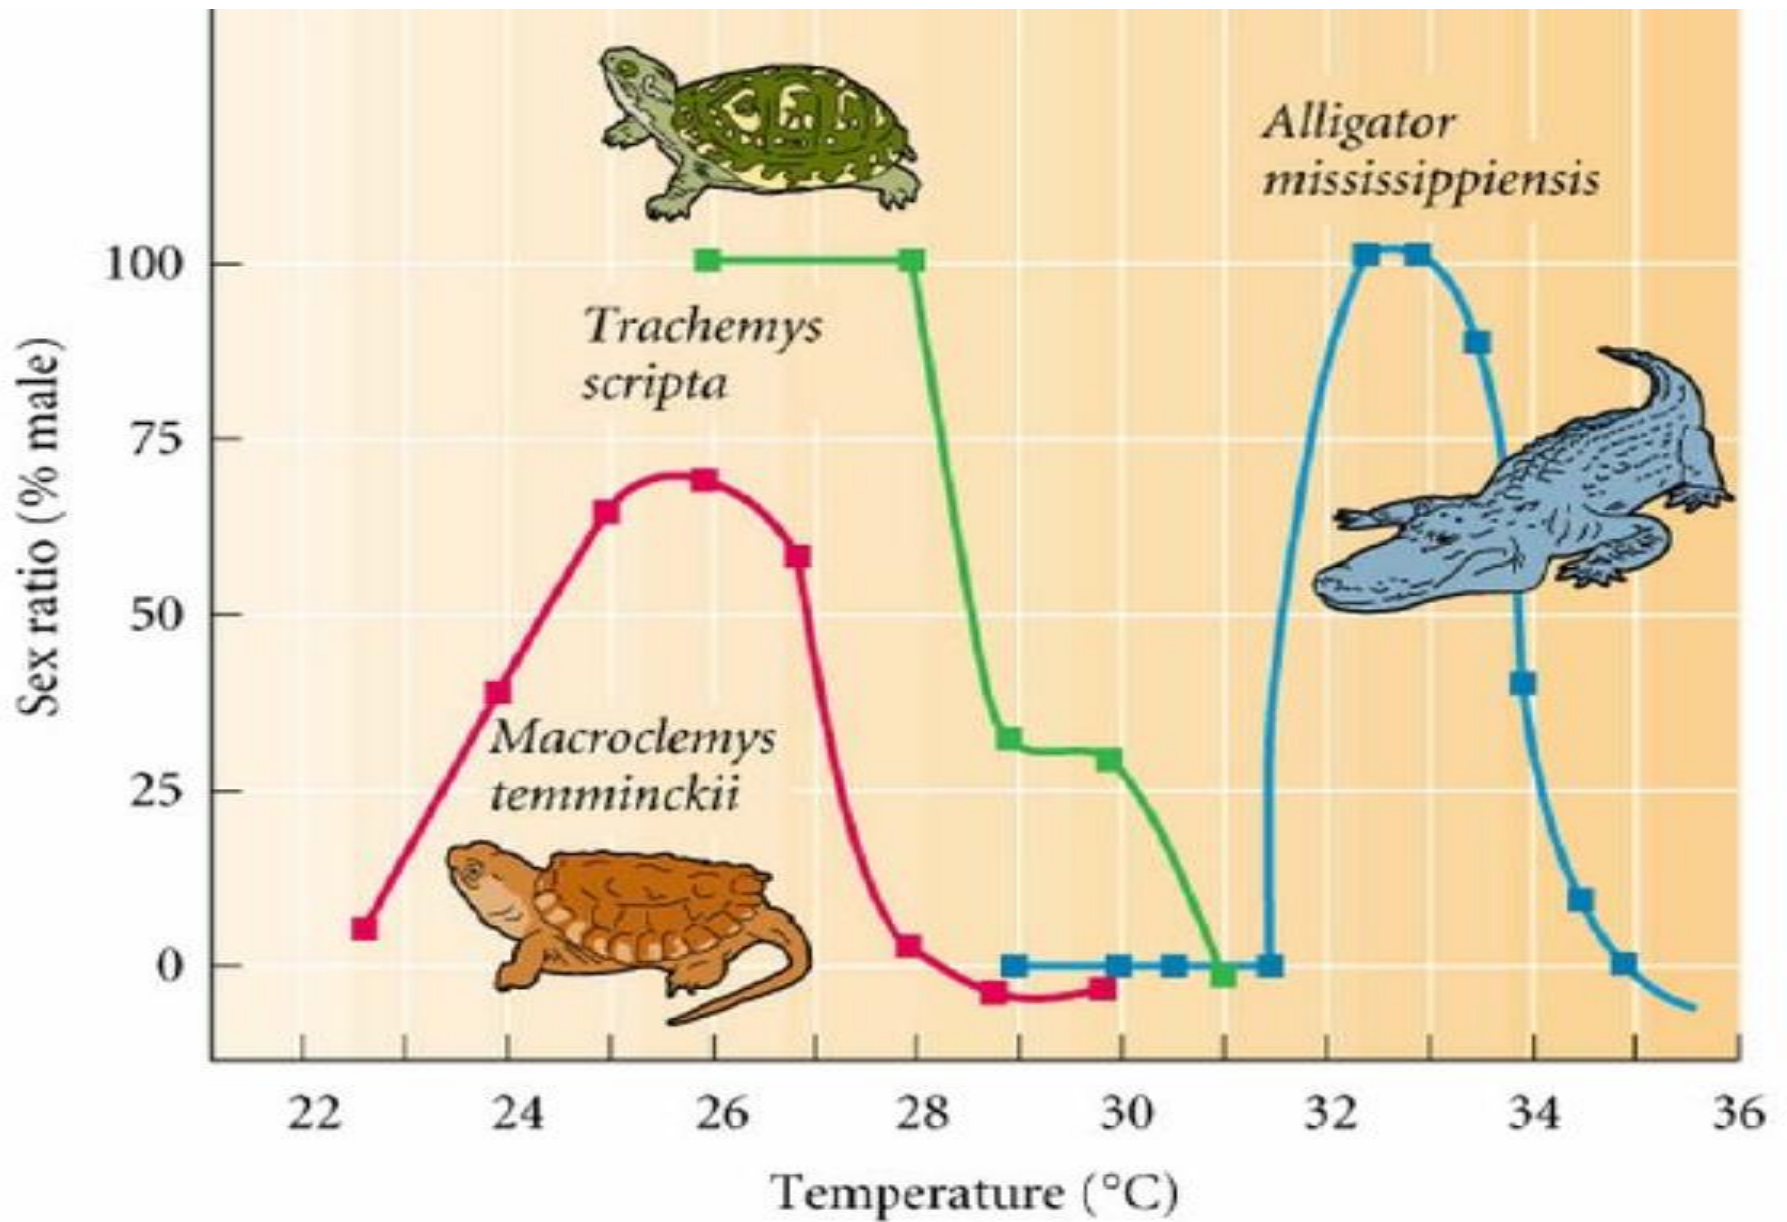 Alligator
mississippiensis
100
Trachemys
scripta
75
Sex ratio (% male)
50
Macroclemys
temminckii
25
0
22 24 26 28 30 32 34 36
Temperature (°C)